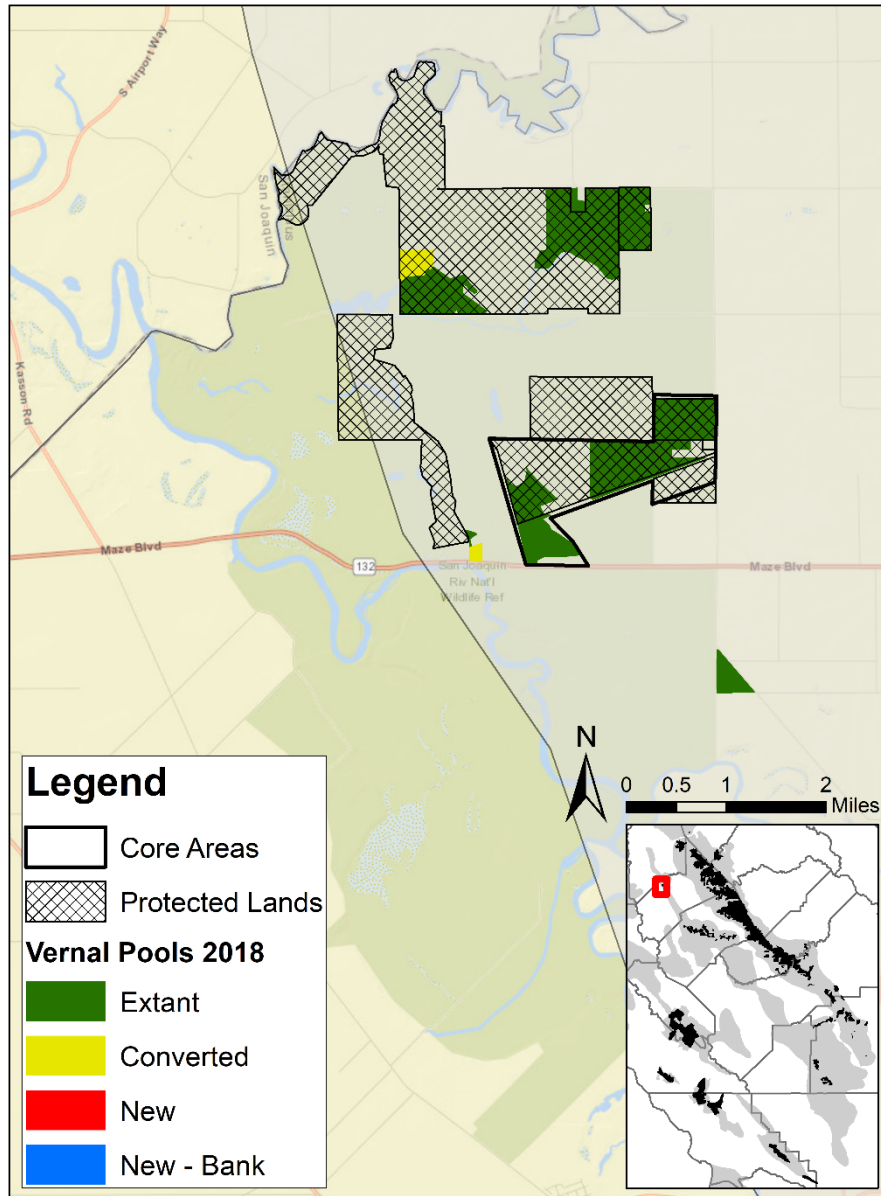 S Airport Way
San Joaquin
us
Kasson Rd
Maze Blvd
132
Maze Blvd
San Joaquin
Riv Nat'l
Wildlife Ref
N
0 0.5 1 2
Miles
Legend
Core Areas
Protected Lands
Vernal Pools 2018
Extant
Converted
New
New - Bank